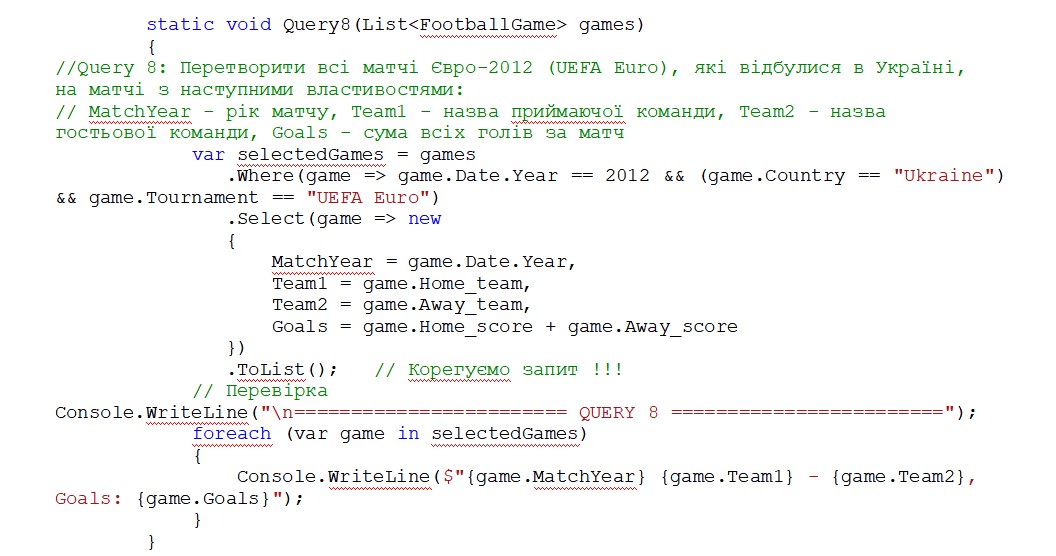 static void Query8(List<FootballGame> games)
{
//Query 8: Перетворити всі матчі Євро-2012 (UEFA Euro), які відбулися в Україні,
на матчі з наступними властивостями:
// MatchYear - рік матчу, Team1 - назва приймаючої команди, Team2 - назва
гостьової команди, Goals - сума всіх голів за матч
var selectedGames = games
.Where(game => game.Date.Year == 2012 && (game.Country == "Ukraine")
&& game.Tournament == "UEFA Euro")
.Select(game => new
{
MatchYear = game.Date.Year,
Team1 = game.Home_team,
Team2 = game.Away_team,
Goals = game.Home_score + game.Away_score
})
.ToList();   // Корегуємо запит !!!
// Перевірка
Console.WriteLine("\n======================== QUERY 8 ========================");
foreach (var game in selectedGames)
{
Console.WriteLine($"{game.MatchYear} {game.Team1} - {game.Team2},
Goals: {game.Goals}");
}
}